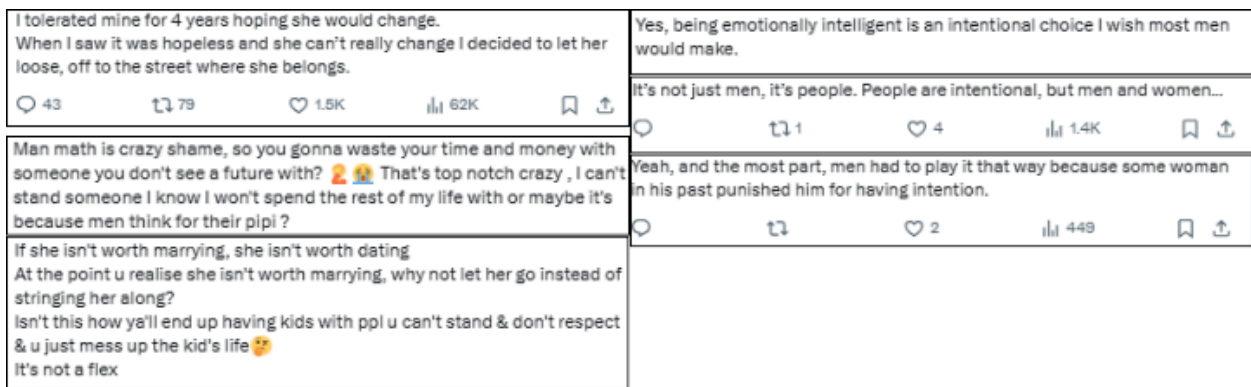 I tolerated mine for 4 years hoping she would change.
When I saw it was hopeless and she can't really change I decided to let her
loose, off to the street where she belongs.
43 79 1.5K 62K
Man math is crazy shame, so you gonna waste your time and money with
someone you don't see a future with? 🧎😭 That's top notch crazy , I can't
stand someone I know I won't spend the rest of my life with or maybe it's
because men think for their pipi ?
If she isn't worth marrying, she isn't worth dating
At the point u realise she isn't worth marrying, why not let her go instead of
stringing her along?
Isn't this how ya'll end up having kids with ppl u can't stand & don't respect
& u just mess up the kid's life🤔
It's not a flex
Yes, being emotionally intelligent is an intentional choice I wish most men
would make.
It's not just men, it's people. People are intentional, but men and women...
1 4 1.4K
Yeah, and the most part, men had to play it that way because some woman
in his past punished him for having intention.
2 449